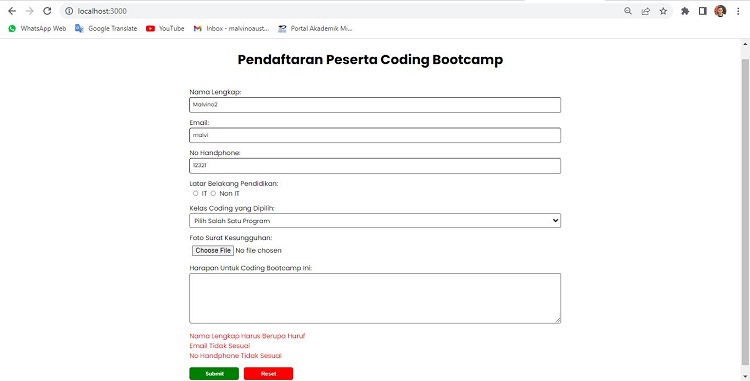 localhost:3000
WhatsApp Web Google Translate YouTube Inbox - malvinoaust... Portal Akademik Mi...
Pendaftaran Peserta Coding Bootcamp
Nama Lengkap:
Malvino2
Email:
malvi
No Handphone:
12321
Latar Belakang Pendidikan:
IT Non IT
Kelas Coding yang Dipilih:
Pilih Salah Satu Program
Foto Surat Kesungguhan:
Choose File No file chosen
Harapan Untuk Coding Bootcamp Ini:
Nama Lengkap Harus Berupa Huruf
Email Tidak Sesuai
No Handphone Tidak Sesuai
Submit Reset